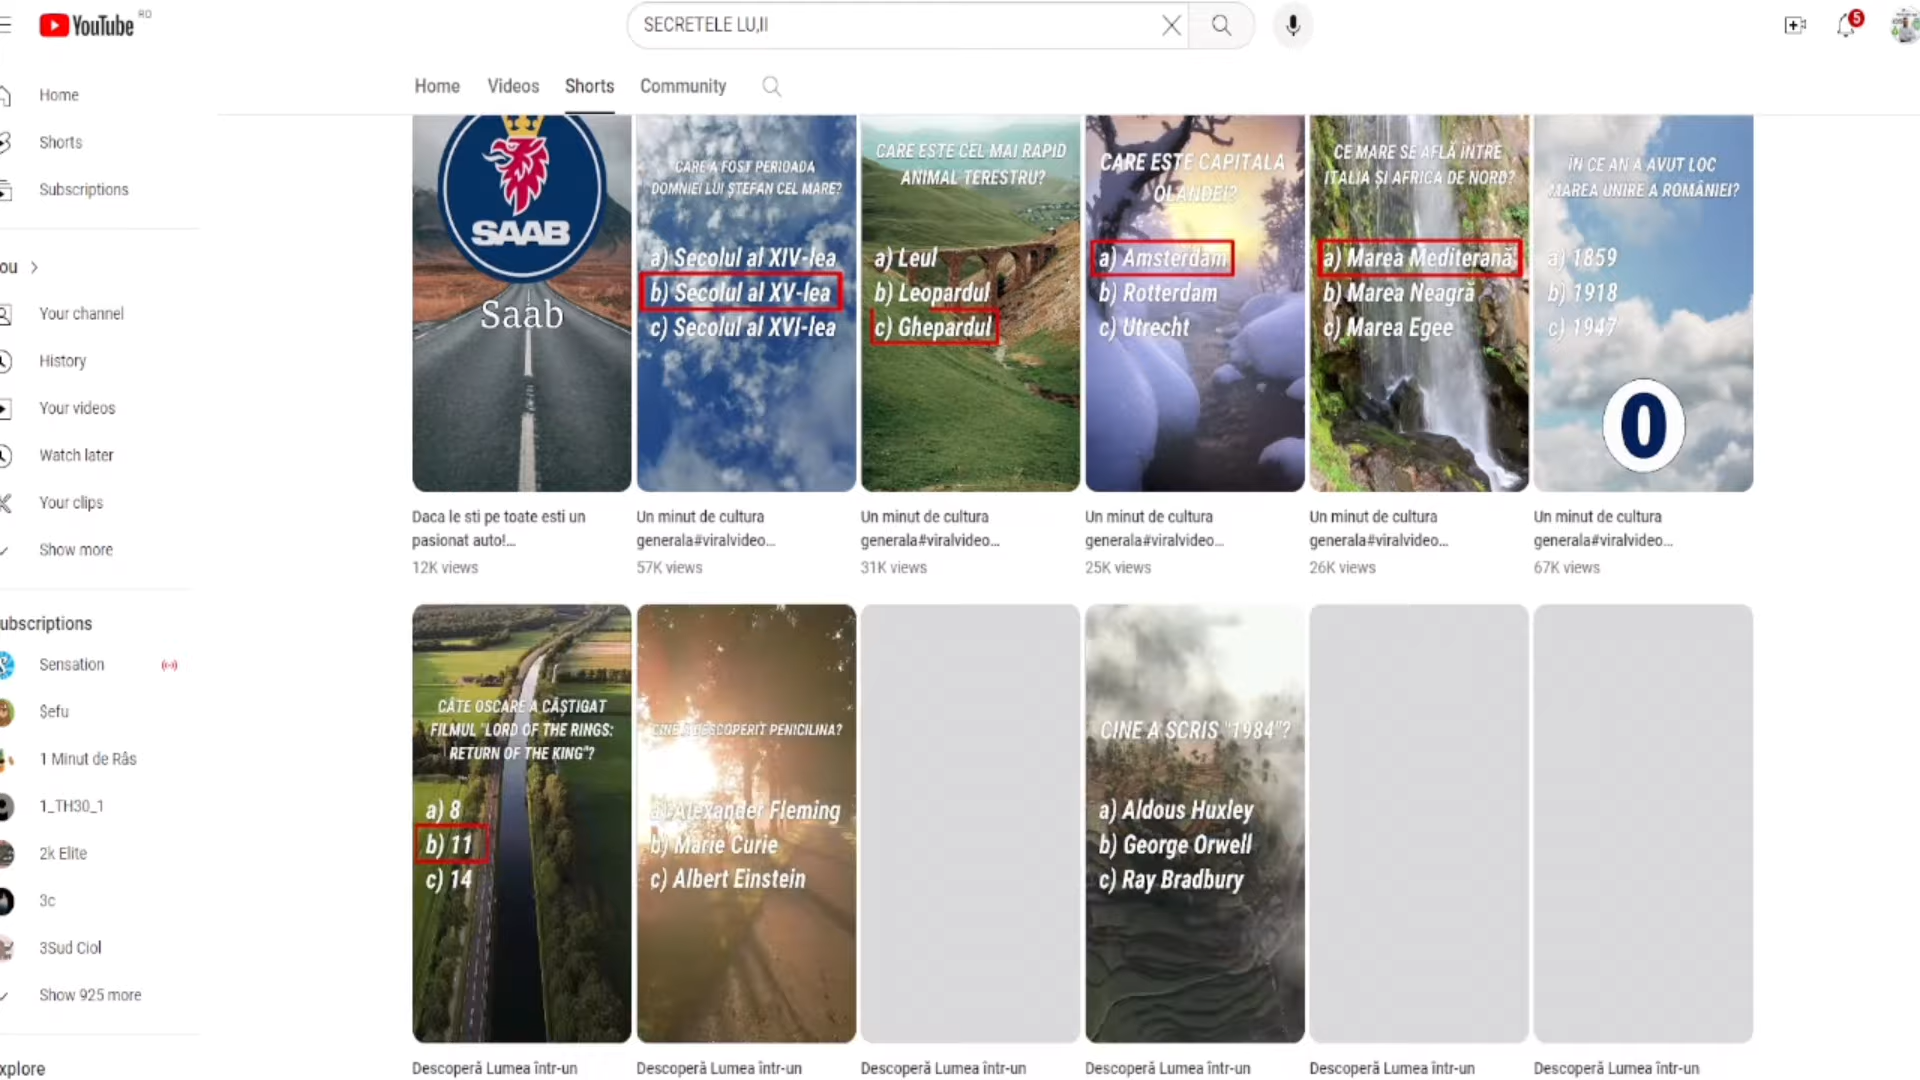 YouTube RO
SECRETELE LU,II
5
Home
Videos
Shorts
Community
Home
Shorts
Subscriptions
ou
Your channel
History
Your videos
Watch later
Your clips
Show more
ubscriptions
Sensation
$efu
1 Minut de Râs
1_TH30_1
2k Elite
3c
3Sud Ciol
Show 925 more
xplore
SAAB
Saab
Daca le sti pe toate esti un
pasionat auto!...
12K views
CARE A FOST PERIOADA
DOMNIEI LUI ȘTEFAN CEL MARE?
a) Secolul al XIV-lea
b) Secolul al XV-lea
c) Secolul al XVI-lea
Un minut de cultura
generala#viralvideo...
57K views
CARE ESTE CEL MAI RAPID
ANIMAL TERESTRU?
a) Leul
b) Leopardul
c) Ghepardul
Un minut de cultura
generala#viralvideo...
31K views
CARE ESTE CAPITALA
OLANDEI?
a) Amsterdam
b) Rotterdam
c) Utrecht
Un minut de cultura
generala#viralvideo...
25K views
CE MARE SE AFLĂ ÎNTRE
ITALIA ȘI AFRICA DE NORD?
a) Marea Mediterană
b) Marea Neagră
c) Marea Egee
Un minut de cultura
generala#viralvideo...
26K views
ÎN CE AN A AVUT LOC
MAREA UNIRE A ROMÂNIEI?
a) 1859
b) 1918
c) 1947
0
Un minut de cultura
generala#viralvideo...
67K views
CÂTE OSCARE A CÂȘTIGAT
FILMUL "LORD OF THE RINGS:
RETURN OF THE KING"?
a) 8
b) 11
c) 14
Descoperă Lumea într-un
CINE A DESCOPERIT PENICILINA?
a) Alexander Fleming
b) Marie Curie
c) Albert Einstein
Descoperă Lumea într-un
Descoperă Lumea într-un
CINE A SCRIS "1984"?
a) Aldous Huxley
b) George Orwell
c) Ray Bradbury
Descoperă Lumea într-un
Descoperă Lumea într-un
Descoperă Lumea într-un